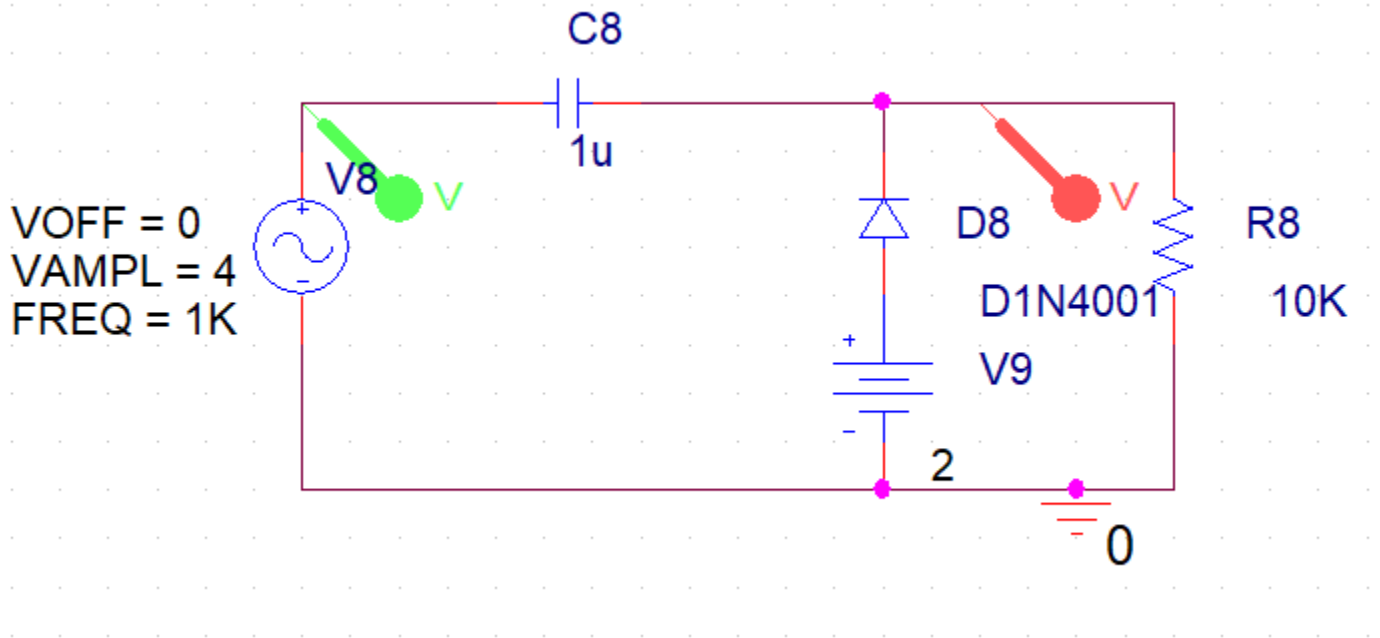 C8
1u
V8
V
V
VOFF = 0
VAMPL = 4
FREQ = 1K
+
-
D8
R8
D1N4001
10K
+
V9
-
2
0